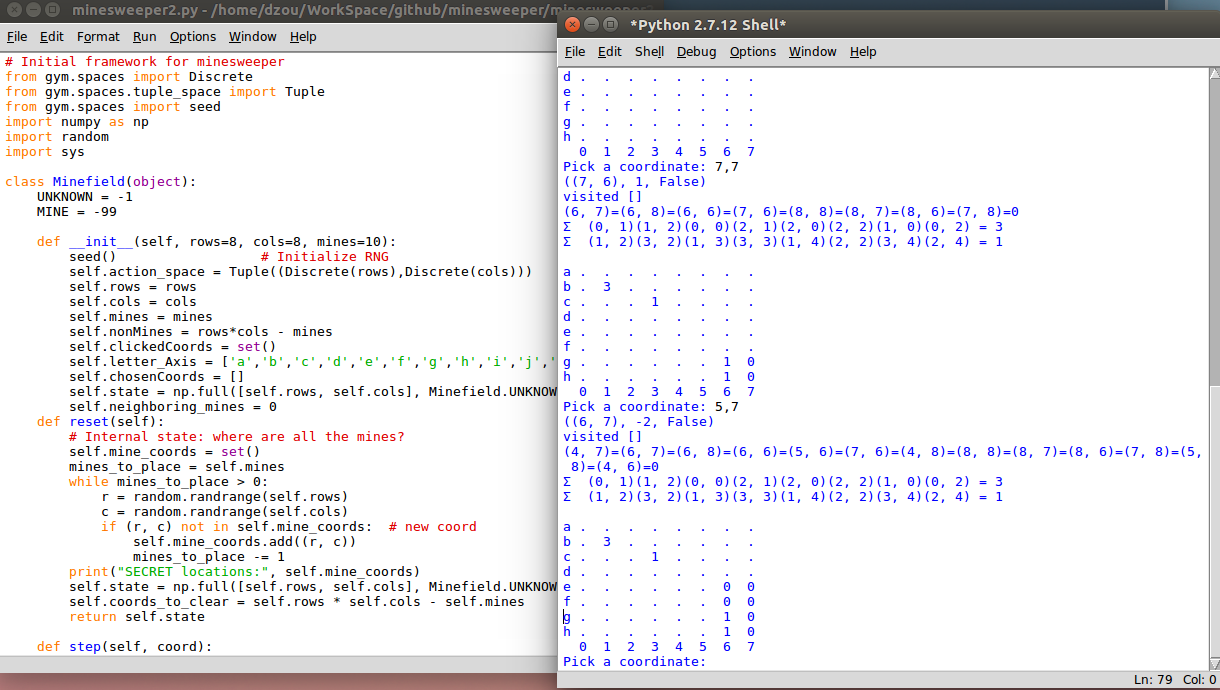 minesweeper2.py - /home/dzou/WorkSpace/github/minesweeper/minesweeper2
File Edit Format Run Options Window Help
# Initial framework for minesweeper
from gym.spaces import Discrete
from gym.spaces.tuple_space import Tuple
from gym.spaces import seed
import numpy as np
import random
import sys
class Minefield(object):
    UNKNOWN = -1
    MINE = -99
    def __init__(self, rows=8, cols=8, mines=10):
        seed()                  # Initialize RNG
        self.action_space = Tuple((Discrete(rows),Discrete(cols)))
        self.rows = rows
        self.cols = cols
        self.mines = mines
        self.nonMines = rows*cols - mines
        self.clickedCoords = set()
        self.letter_Axis = ['a','b','c','d','e','f','g','h','i','j','
        self.chosenCoords = []
        self.state = np.full([self.rows, self.cols], Minefield.UNKNOW
        self.neighboring_mines = 0
    def reset(self):
        # Internal state: where are all the mines?
        self.mine_coords = set()
        mines_to_place = self.mines
        while mines_to_place > 0:
            r = random.randrange(self.rows)
            c = random.randrange(self.cols)
            if (r, c) not in self.mine_coords:  # new coord
                self.mine_coords.add((r, c))
                mines_to_place -= 1
        print("SECRET locations:", self.mine_coords)
        self.state = np.full([self.rows, self.cols], Minefield.UNKNOW
        self.coords_to_clear = self.rows * self.cols - self.mines
        return self.state
    def step(self, coord):
*Python 2.7.12 Shell*
File Edit Shell Debug Options Window Help
d .  .  .  .  .  .  .  .
e .  .  .  .  .  .  .  .
f .  .  .  .  .  .  .  .
g .  .  .  .  .  .  .  .
h .  .  .  .  .  .  .  .
  0  1  2  3  4  5  6  7
Pick a coordinate: 7,7
((7, 6), 1, False)
visited []
(6, 7)=(6, 8)=(6, 6)=(7, 6)=(8, 8)=(8, 7)=(8, 6)=(7, 8)=0
Σ  (0, 1)(1, 2)(0, 0)(2, 1)(2, 0)(2, 2)(1, 0)(0, 2) = 3
Σ  (1, 2)(3, 2)(1, 3)(3, 3)(1, 4)(2, 2)(3, 4)(2, 4) = 1
a .  .  .  .  .  .  .  .
b .  3  .  .  .  .  .  .
c .  .  .  1  .  .  .  .
d .  .  .  .  .  .  .  .
e .  .  .  .  .  .  .  .
f .  .  .  .  .  .  .  .
g .  .  .  .  .  .  1  0
h .  .  .  .  .  .  1  0
  0  1  2  3  4  5  6  7
Pick a coordinate: 5,7
((6, 7), -2, False)
visited []
(4, 7)=(6, 7)=(6, 8)=(6, 6)=(5, 6)=(7, 6)=(4, 8)=(8, 8)=(8, 7)=(8, 6)=(7, 8)=(5,
 8)=(4, 6)=0
Σ  (0, 1)(1, 2)(0, 0)(2, 1)(2, 0)(2, 2)(1, 0)(0, 2) = 3
Σ  (1, 2)(3, 2)(1, 3)(3, 3)(1, 4)(2, 2)(3, 4)(2, 4) = 1
a .  .  .  .  .  .  .  .
b .  3  .  .  .  .  .  .
c .  .  .  1  .  .  .  .
d .  .  .  .  .  .  .  .
e .  .  .  .  .  .  0  0
f .  .  .  .  .  .  0  0
g .  .  .  .  .  .  1  0
h .  .  .  .  .  .  1  0
  0  1  2  3  4  5  6  7
Pick a coordinate:
Ln: 79 Col: 0